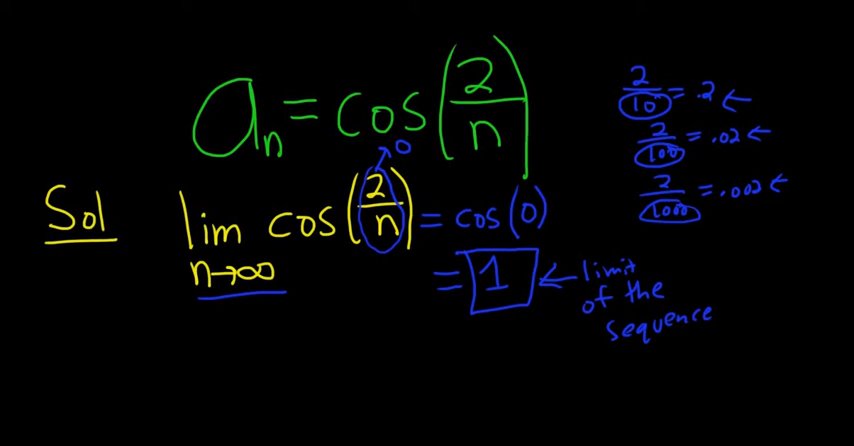 a_n = cos(2/n)
Sol lim n→∞ cos(2/n) → 0 = cos(0)
= 1 ← limit of the sequence
2/10 = .2 ←
2/100 = .02 ←
2/1000 = .002 ←